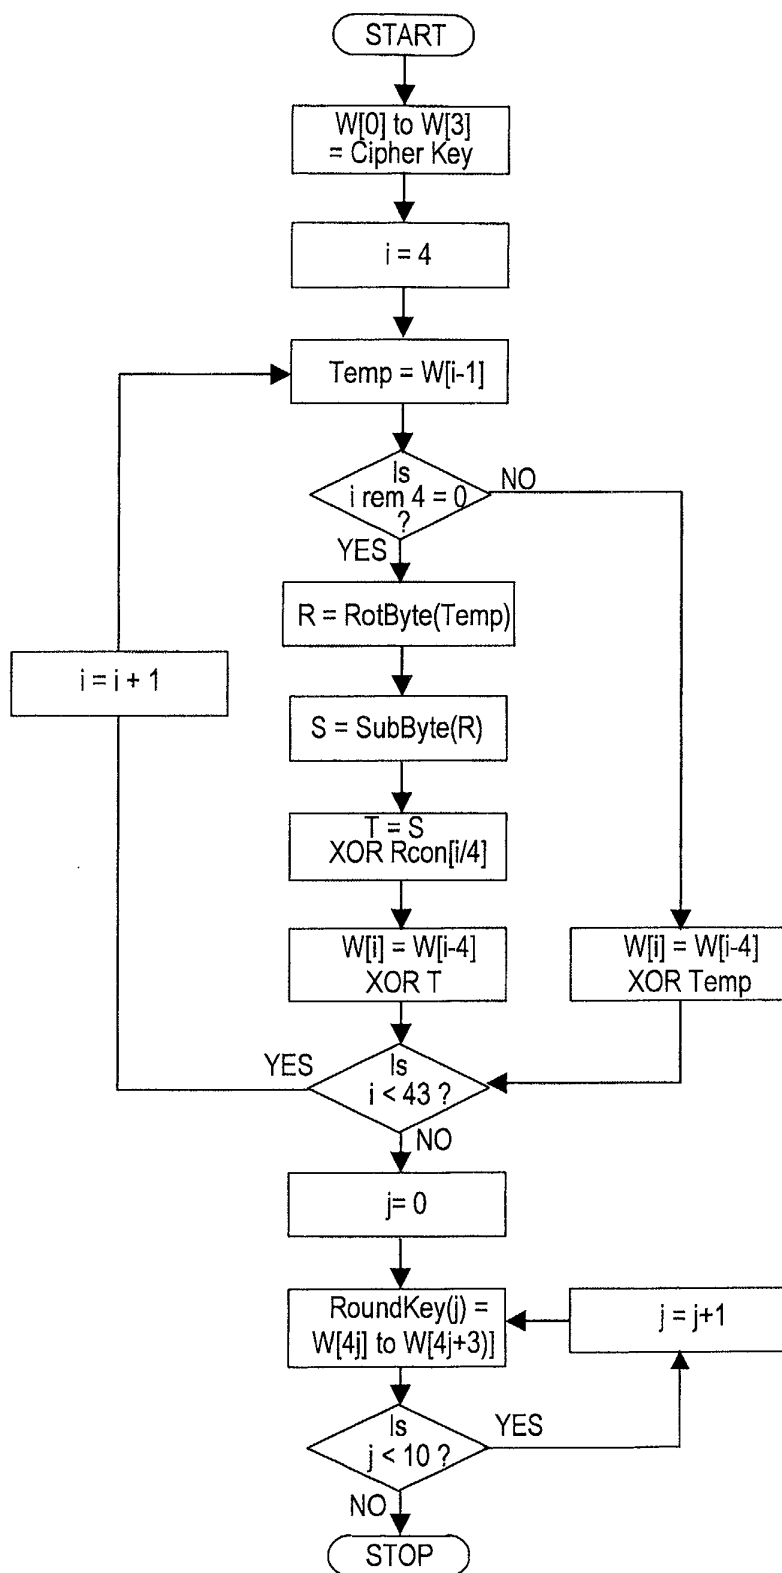 START
W[0] to W[3]
= Cipher Key
i = 4
Temp = W[i-1]
Is
i rem 4 = 0
?
NO
YES
R = RotByte(Temp)
i = i + 1
S = SubByte(R)
T = S
XOR Rcon[i/4]
W[i] = W[i-4]
XOR T
W[i] = W[i-4]
XOR Temp
YES
Is
i < 43 ?
NO
j= 0
RoundKey(j) =
W[4j] to W[4j+3)]
j = j+1
Is
j < 10 ?
YES
NO
STOP